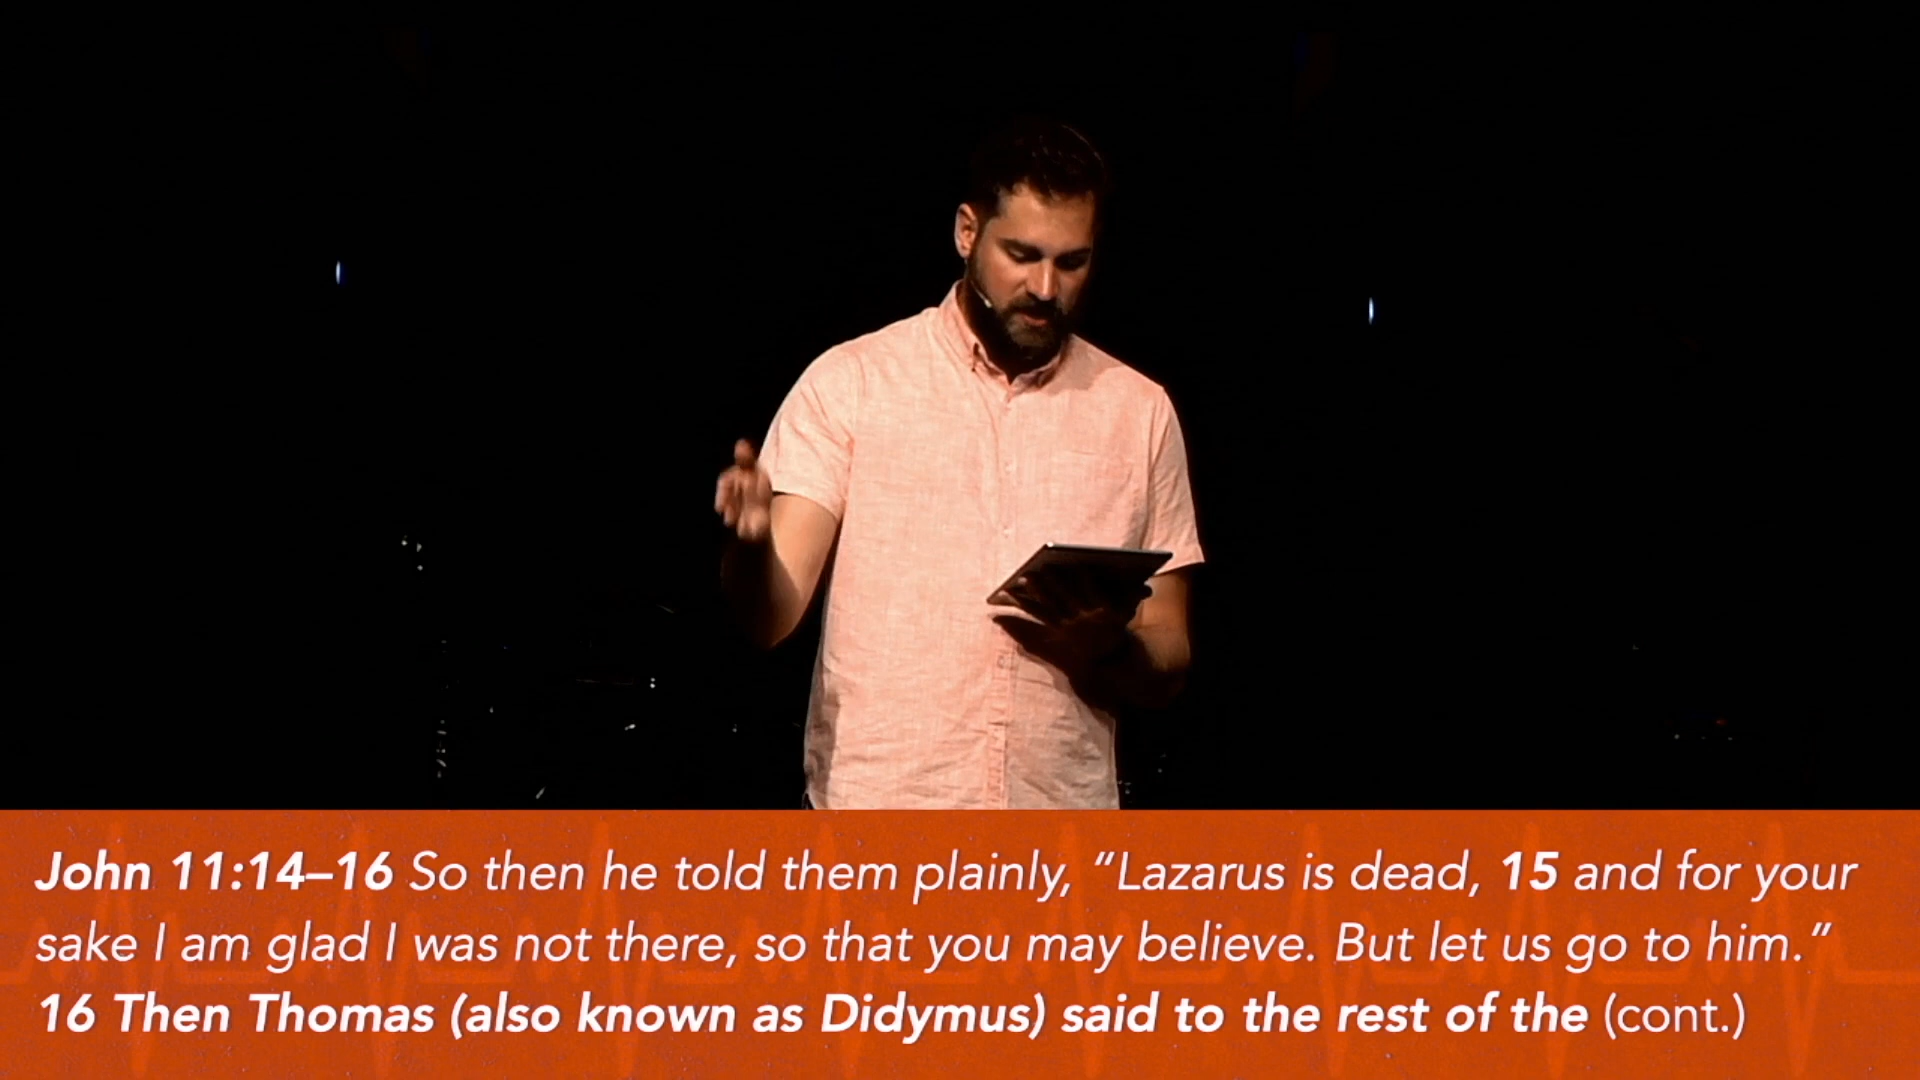 John 11:14–16 So then he told them plainly, “Lazarus is dead, 15 and for your
sake I am glad I was not there, so that you may believe. But let us go to him.”
16 Then Thomas (also known as Didymus) said to the rest of the (cont.)